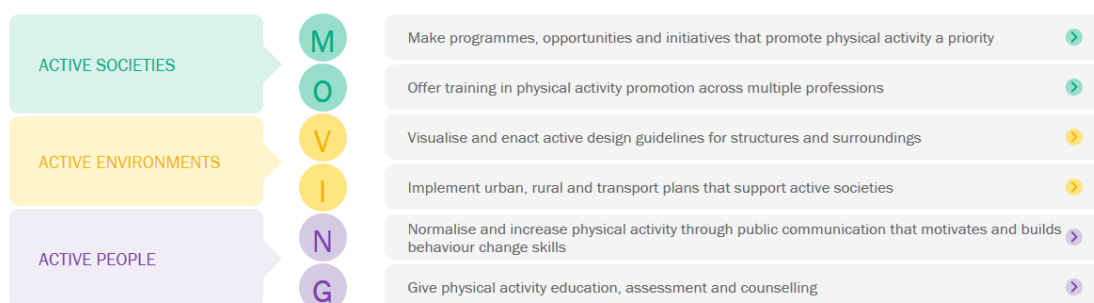 ACTIVE SOCIETIES
M
Make programmes, opportunities and initiatives that promote physical activity a priority
O
Offer training in physical activity promotion across multiple professions
ACTIVE ENVIRONMENTS
V
Visualise and enact active design guidelines for structures and surroundings
I
Implement urban, rural and transport plans that support active societies
ACTIVE PEOPLE
N
Normalise and increase physical activity through public communication that motivates and builds
behaviour change skills
G
Give physical activity education, assessment and counselling